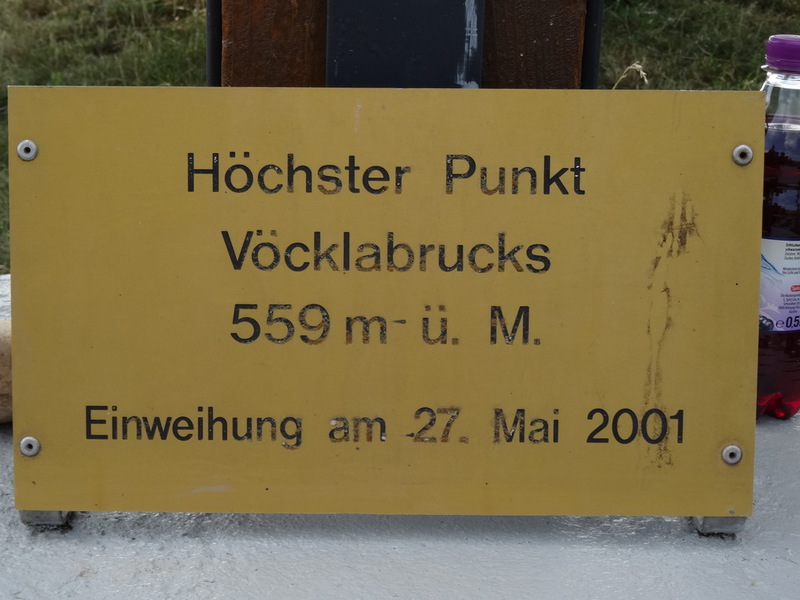 Höchster Punkt
Vöcklabrucks
559 m ü. M.
Einweihung am 27. Mai 2001